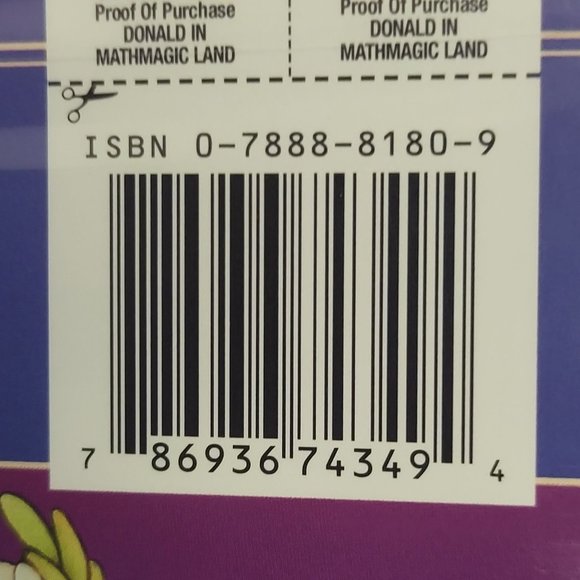 Proof Of Purchase
DONALD IN
MATHMAGIC LAND
Proof Of Purchase
DONALD IN
MATHMAGIC LAND
ISBN 0-7888-8180-9
7 86936 74349 4